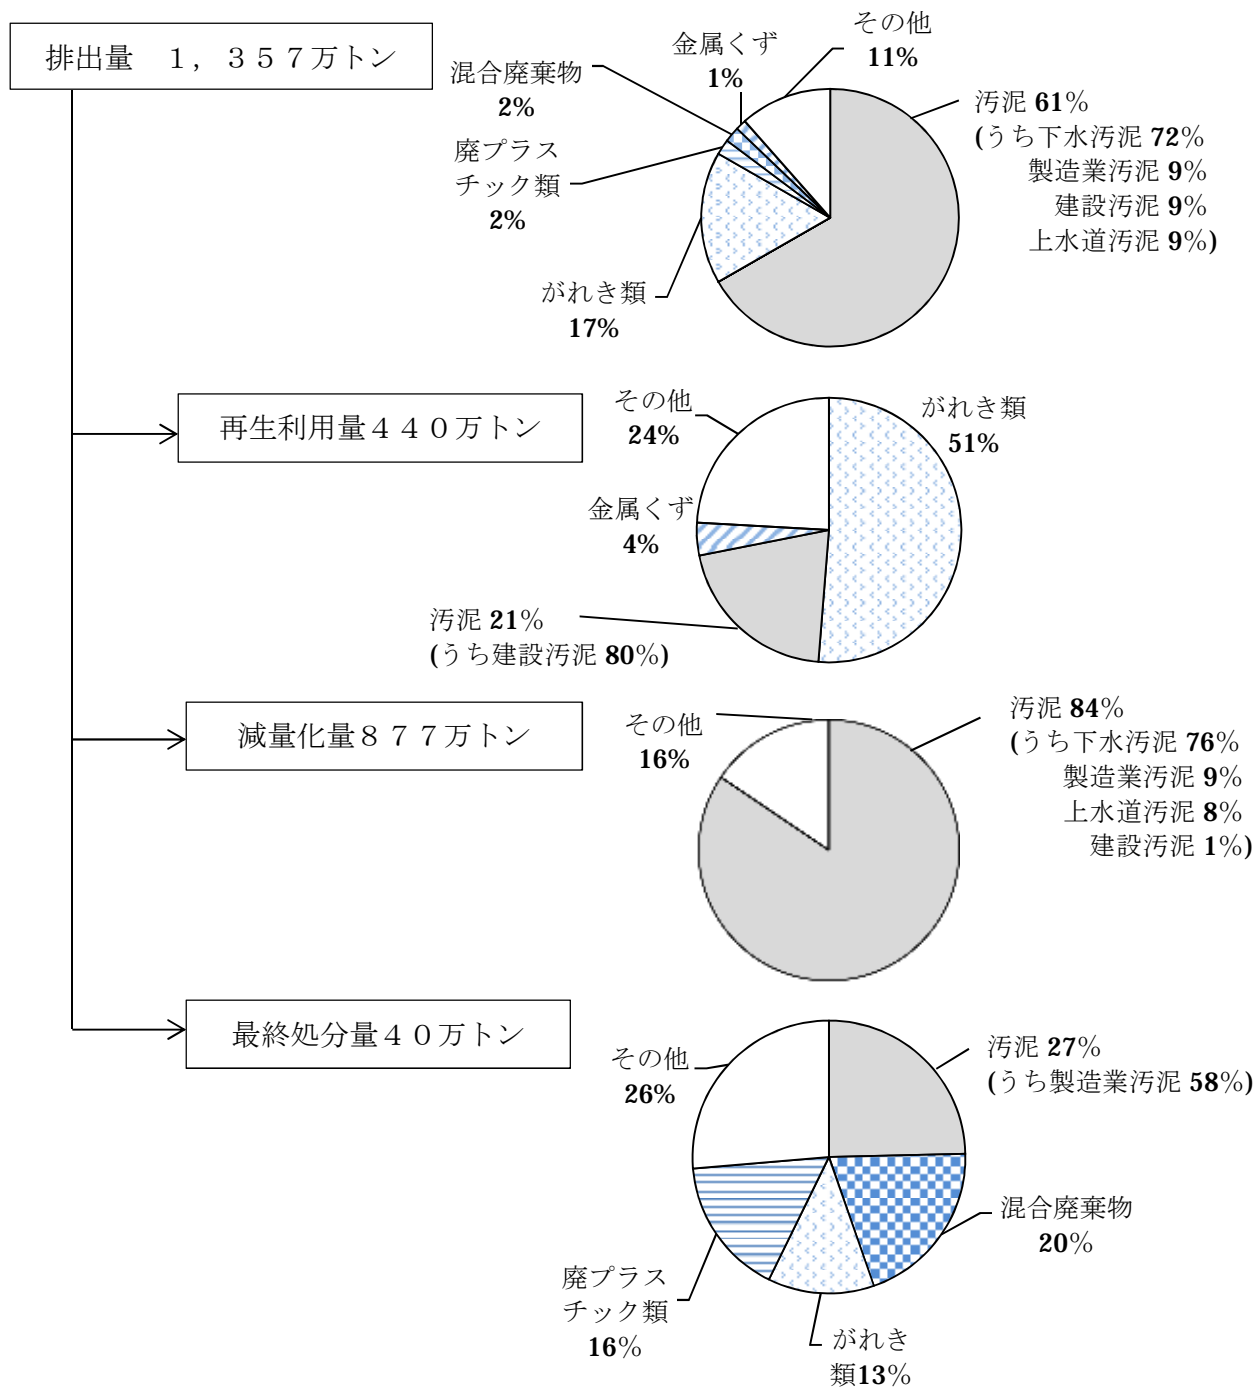 排出量　１，３５７万トン
その他
11%
金属くず
1%
混合廃棄物
2%
廃プラス
チック類
2%
がれき類
17%
汚泥 61%
(うち下水汚泥 72%
製造業汚泥 9%
建設汚泥 9%
上水道汚泥 9%)
再生利用量４４０万トン
その他
24%
がれき類
51%
金属くず
4%
汚泥 21%
(うち建設汚泥 80%)
減量化量８７７万トン
その他
16%
汚泥 84%
(うち下水汚泥 76%
製造業汚泥 9%
上水道汚泥 8%
建設汚泥 1%)
最終処分量４０万トン
その他
26%
汚泥 27%
(うち製造業汚泥 58%)
混合廃棄物
20%
廃プラス
チック類
16%
がれき
類13%